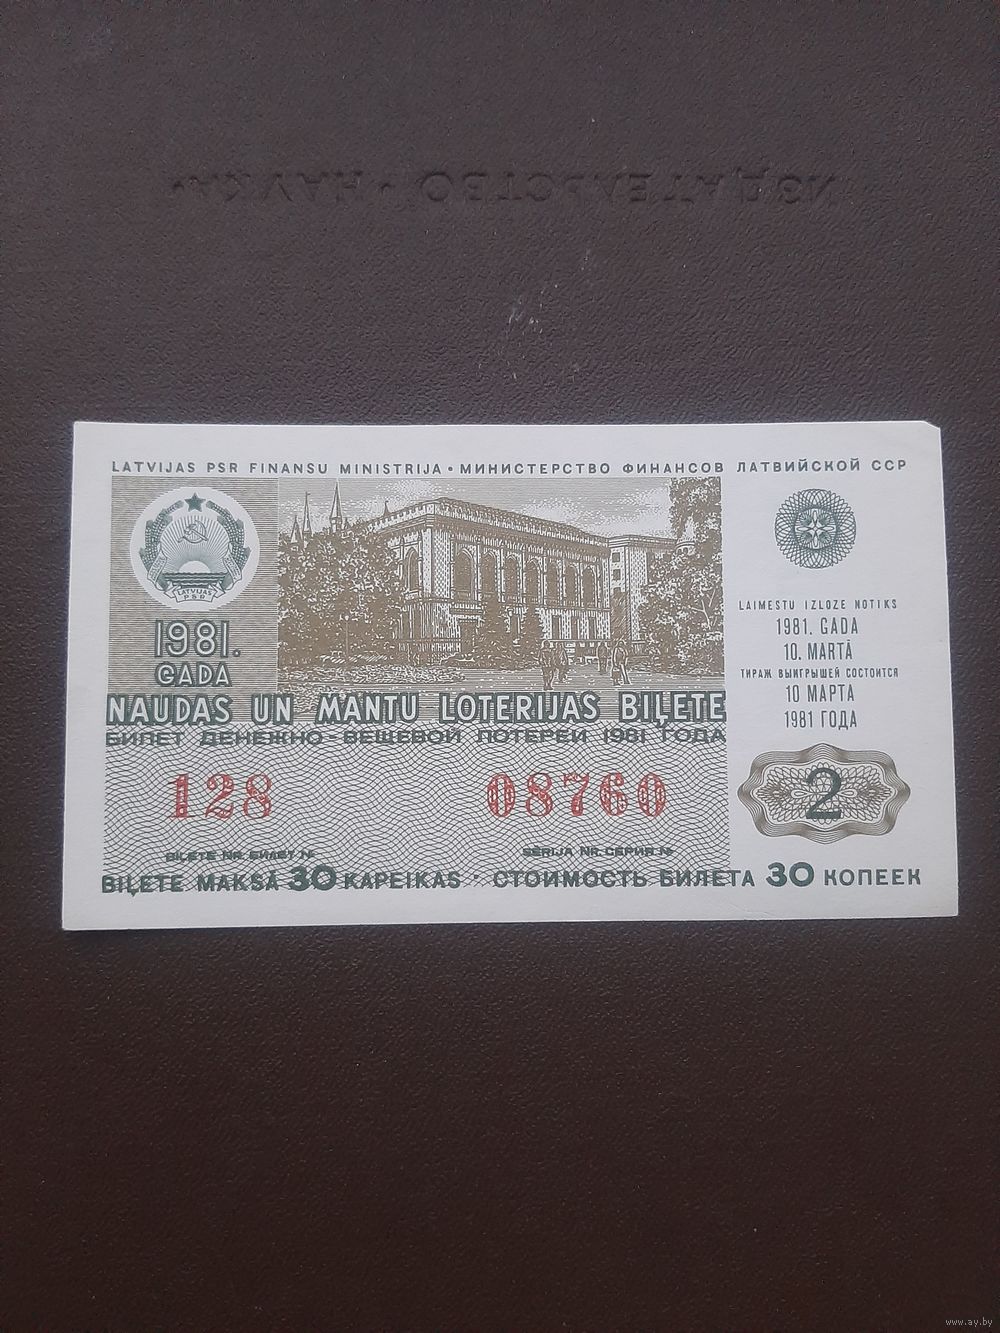 ИЗДАТЕЛЬСТВО «НАУКА»
LATVIJAS PSR FINANSU MINISTRIJA • МИНИСТЕРСТВО ФИНАНСОВ ЛАТВИЙСКОЙ ССР
LATVIJAS
PSR
1981.
GADA
NAUDAS UN MANTU LOTERIJAS BIĻETE
БИЛЕТ ДЕНЕЖНО-ВЕЩЕВОЙ ЛОТЕРЕИ 1981 ГОДА
128 08760
BIĻETE NR. БИЛЕТ № SĒRIJA NR. СЕРИЯ №
BIĻETE MAKSĀ 30 KAPEIKAS • СТОИМОСТЬ БИЛЕТА 30 КОПЕЕК
LAIMESTU IZLOZE NOTIKS
1981. GADA
10. MARTĀ
ТИРАЖ ВЫИГРЫШЕЙ СОСТОИТСЯ
10 МАРТА
1981 ГОДА
2
www.ay.by